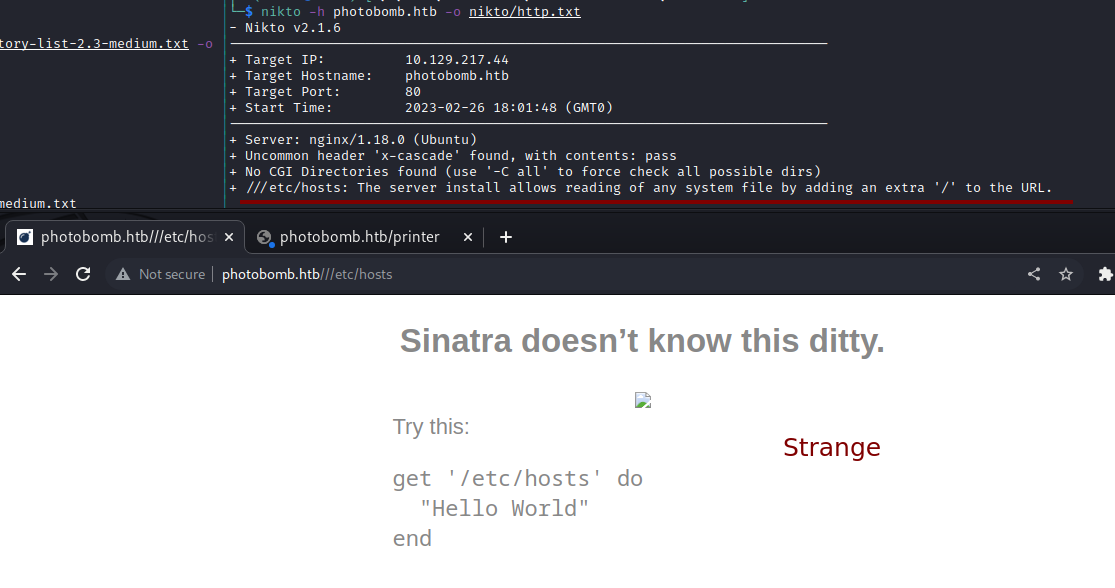 └─$ nikto -h photobomb.htb -o nikto/http.txt
- Nikto v2.1.6
tory-list-2.3-medium.txt -o
+ Target IP: 10.129.217.44
+ Target Hostname: photobomb.htb
+ Target Port: 80
+ Start Time: 2023-02-26 18:01:48 (GMT0)
+ Server: nginx/1.18.0 (Ubuntu)
+ Uncommon header 'x-cascade' found, with contents: pass
+ No CGI Directories found (use '-C all' to force check all possible dirs)
+ ///etc/hosts: The server install allows reading of any system file by adding an extra '/' to the URL.
medium.txt
photobomb.htb///etc/hos
photobomb.htb/printer
Not secure photobomb.htb///etc/hosts
Sinatra doesn’t know this ditty.
Try this:
Strange
get '/etc/hosts' do
  "Hello World"
end